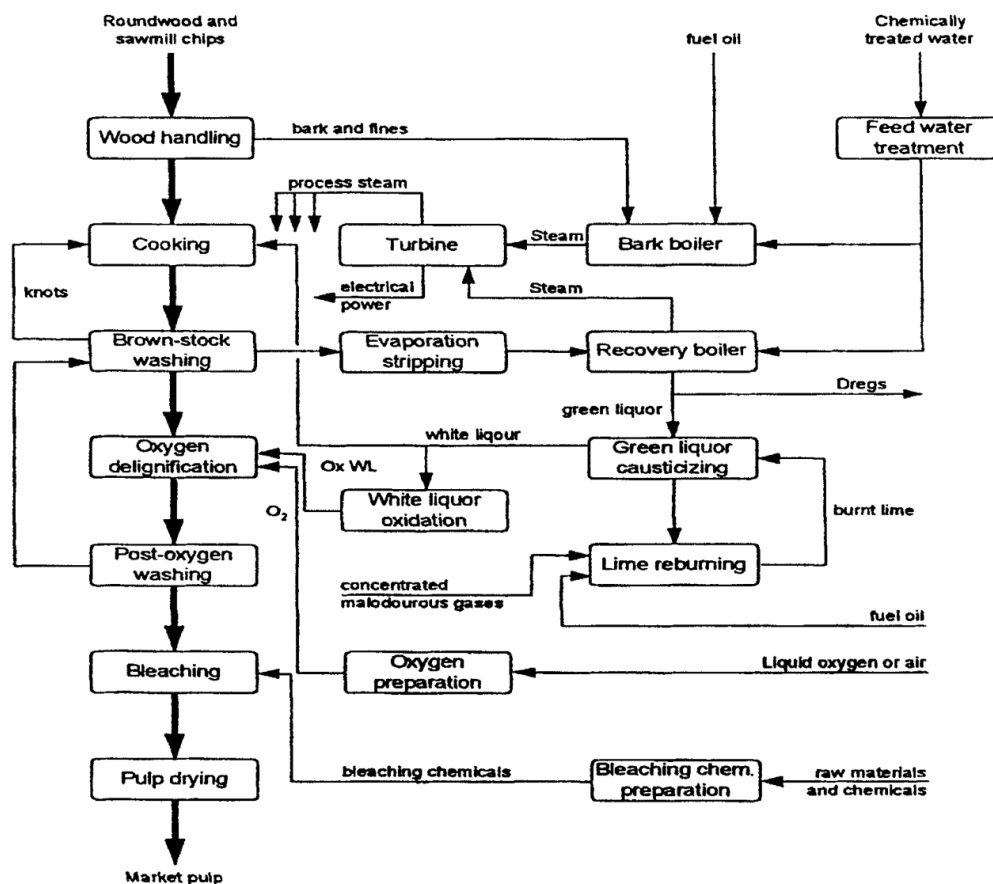 Roundwood and
sawmill chips
fuel oil
Chemically
treated water
Wood handling
bark and fines
Feed water
treatment
process steam
Cooking
Turbine
Steam
Bark boiler
knots
electrical
power
Steam
Brown-stock
washing
Evaporation
stripping
Recovery boiler
Dregs
green liquor
white liqour
Oxygen
delignification
Ox WL
Green liquor
causticizing
O₂
White liquor
oxidation
burnt lime
Post-oxygen
washing
concentrated
malodourous gases
Lime reburning
fuel oil
Bleaching
Oxygen
preparation
Liquid oxygen or air
Pulp drying
bleaching chemicals
Bleaching chem.
preparation
raw materials
and chemicals
Market pulp